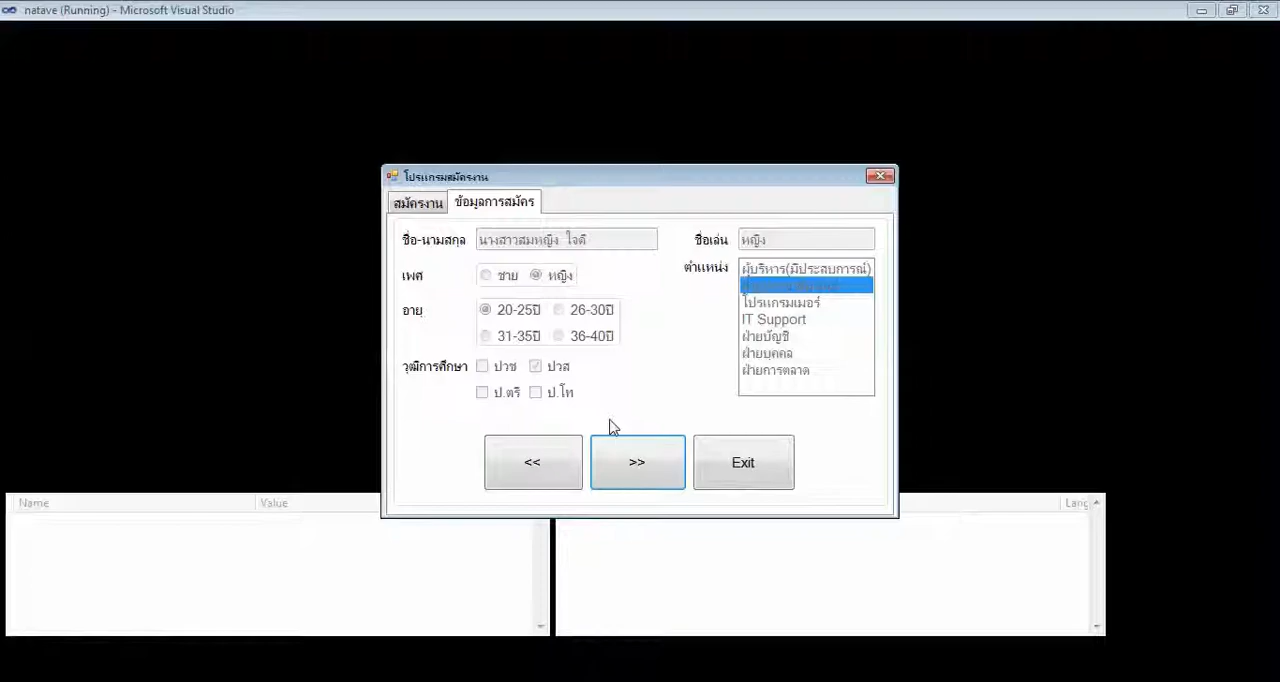 natave (Running) - Microsoft Visual Studio
โปรแกรมสมัครงาน
สมัครงาน
ข้อมูลการสมัคร
ชื่อ-นามสกุล
นางสาวสมหญิง ใจดี
ชื่อเล่น
หญิง
เพศ
ชาย
หญิง
ตำแหน่ง
ผู้บริหาร(มีประสบการณ์)
โปรแกรมเมอร์
IT Support
ฝ่ายบัญชี
ฝ่ายบุคคล
ฝ่ายการตลาด
อายุ
20-25ปี
26-30ปี
31-35ปี
36-40ปี
วุฒิการศึกษา
ปวช
ปวส
ป.ตรี
ป.โท
<<
>>
Exit
Name
Value
Lang